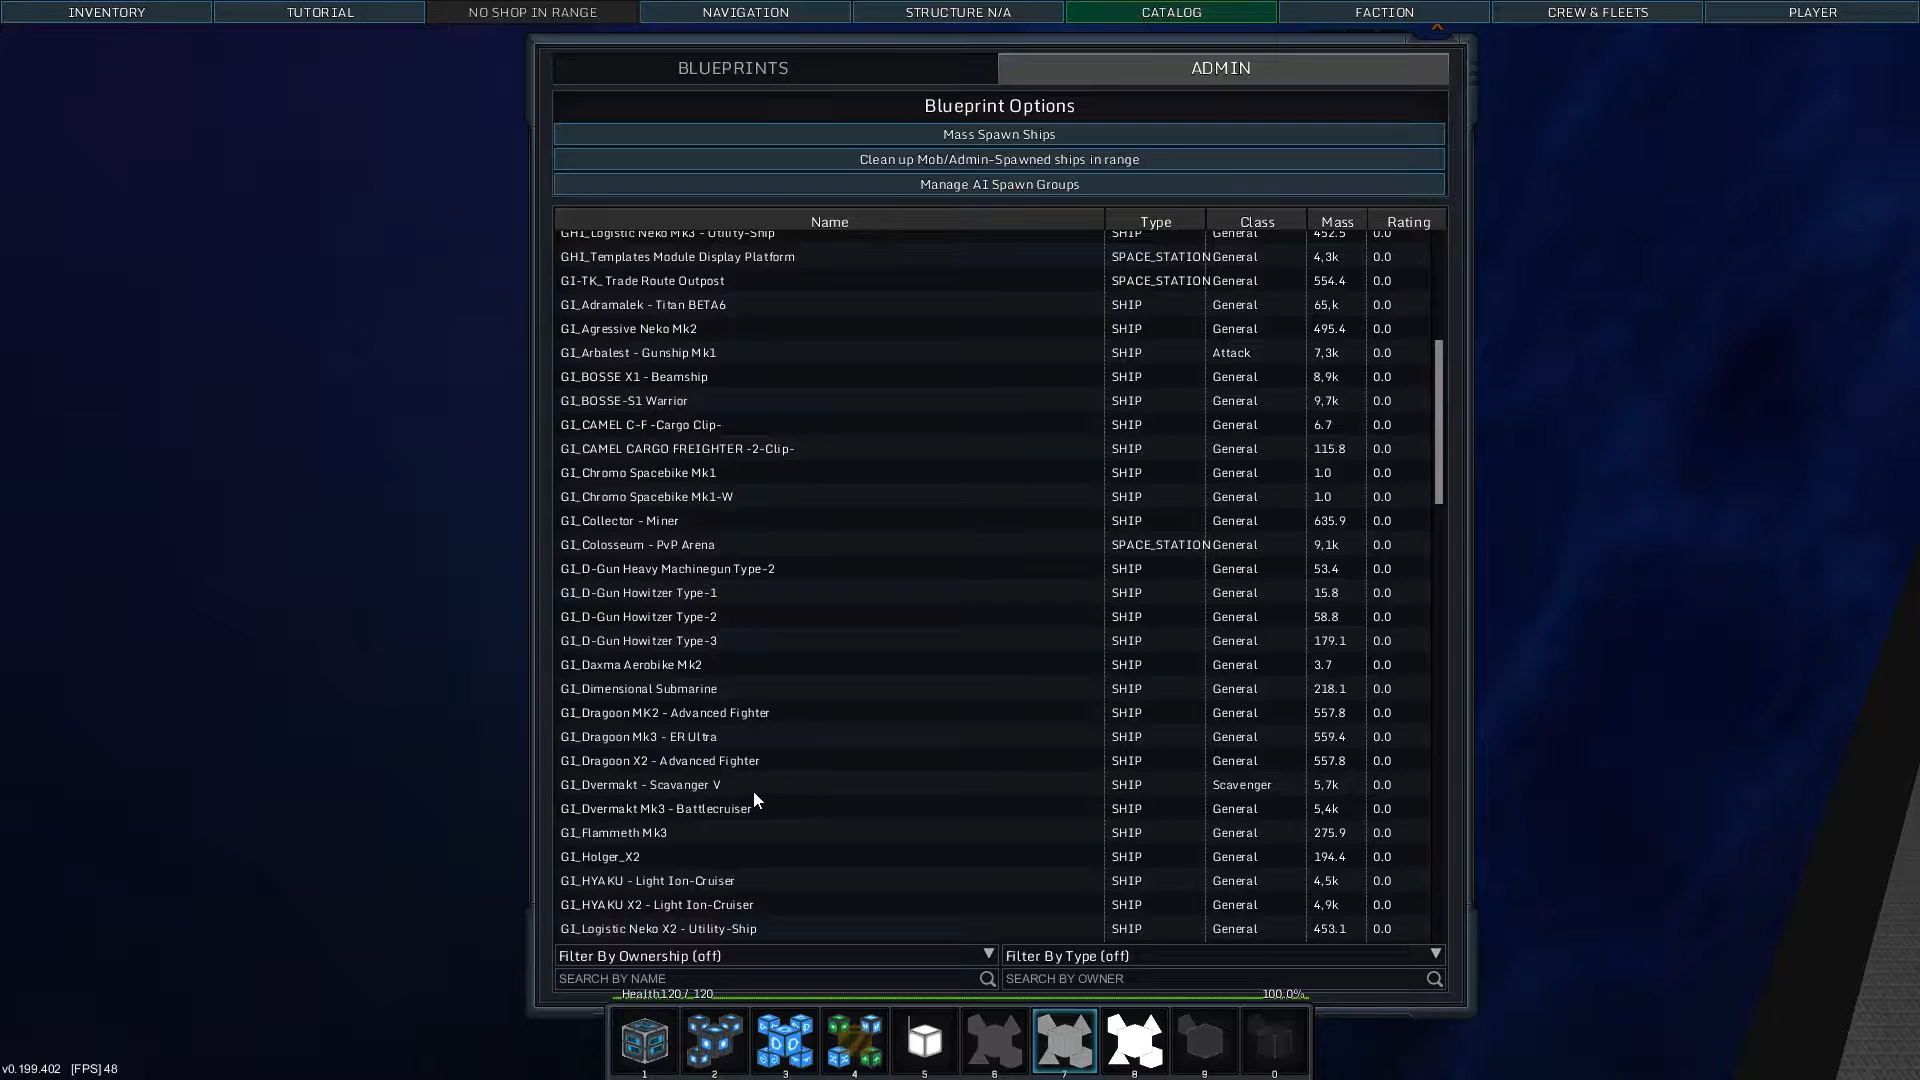 INVENTORY TUTORIAL NO SHOP IN RANGE NAVIGATION STRUCTURE N/A CATALOG FACTION CREW & FLEETS PLAYER
BLUEPRINTS ADMIN
Blueprint Options
Mass Spawn Ships
Clean up Mob/Admin-Spawned ships in range
Manage AI Spawn Groups
Name Type Class Mass Rating
GHI_Logistic Neko Mk3 - Utility-Ship SHIP General 452.5 0.0
GHI_Templates Module Display Platform SPACE_STATION General 4,3k 0.0
GI-TK_ Trade Route Outpost SPACE_STATION General 554.4 0.0
GI_Adramalek - Titan BETA6 SHIP General 65,k 0.0
GI_Agressive Neko Mk2 SHIP General 495.4 0.0
GI_Arbalest - Gunship Mk1 SHIP Attack 7,3k 0.0
GI_BOSSE X1 - Beamship SHIP General 8,9k 0.0
GI_BOSSE-S1 Warrior SHIP General 9,7k 0.0
GI_CAMEL C-F -Cargo Clip- SHIP General 6.7 0.0
GI_CAMEL CARGO FREIGHTER -2-Clip- SHIP General 115.8 0.0
GI_Chromo Spacebike Mk1 SHIP General 1.0 0.0
GI_Chromo Spacebike Mk1-W SHIP General 1.0 0.0
GI_Collector - Miner SHIP General 635.9 0.0
GI_Colosseum - PvP Arena SPACE_STATION General 9,1k 0.0
GI_D-Gun Heavy Machinegun Type-2 SHIP General 53.4 0.0
GI_D-Gun Howitzer Type-1 SHIP General 15.8 0.0
GI_D-Gun Howitzer Type-2 SHIP General 58.8 0.0
GI_D-Gun Howitzer Type-3 SHIP General 179.1 0.0
GI_Daxma Aerobike Mk2 SHIP General 3.7 0.0
GI_Dimensional Submarine SHIP General 218.1 0.0
GI_Dragoon MK2 - Advanced Fighter SHIP General 557.8 0.0
GI_Dragoon Mk3 - ER Ultra SHIP General 559.4 0.0
GI_Dragoon X2 - Advanced Fighter SHIP General 557.8 0.0
GI_Dvermakt - Scavanger V SHIP Scavenger 5,7k 0.0
GI_Dvermakt Mk3 - Battlecruiser SHIP General 5,4k 0.0
GI_Flammeth Mk3 SHIP General 275.9 0.0
GI_Holger_X2 SHIP General 194.4 0.0
GI_HYAKU - Light Ion-Cruiser SHIP General 4,5k 0.0
GI_HYAKU X2 - Light Ion-Cruiser SHIP General 4,9k 0.0
GI_Logistic Neko X2 - Utility-Ship SHIP General 453.1 0.0
Filter By Ownership (off) Filter By Type (off)
SEARCH BY NAME SEARCH BY OWNER
Health120 / 120 100.0%
1 2 3 4 5 6 7 8 9 0
v0.199.402 [FPS] 48